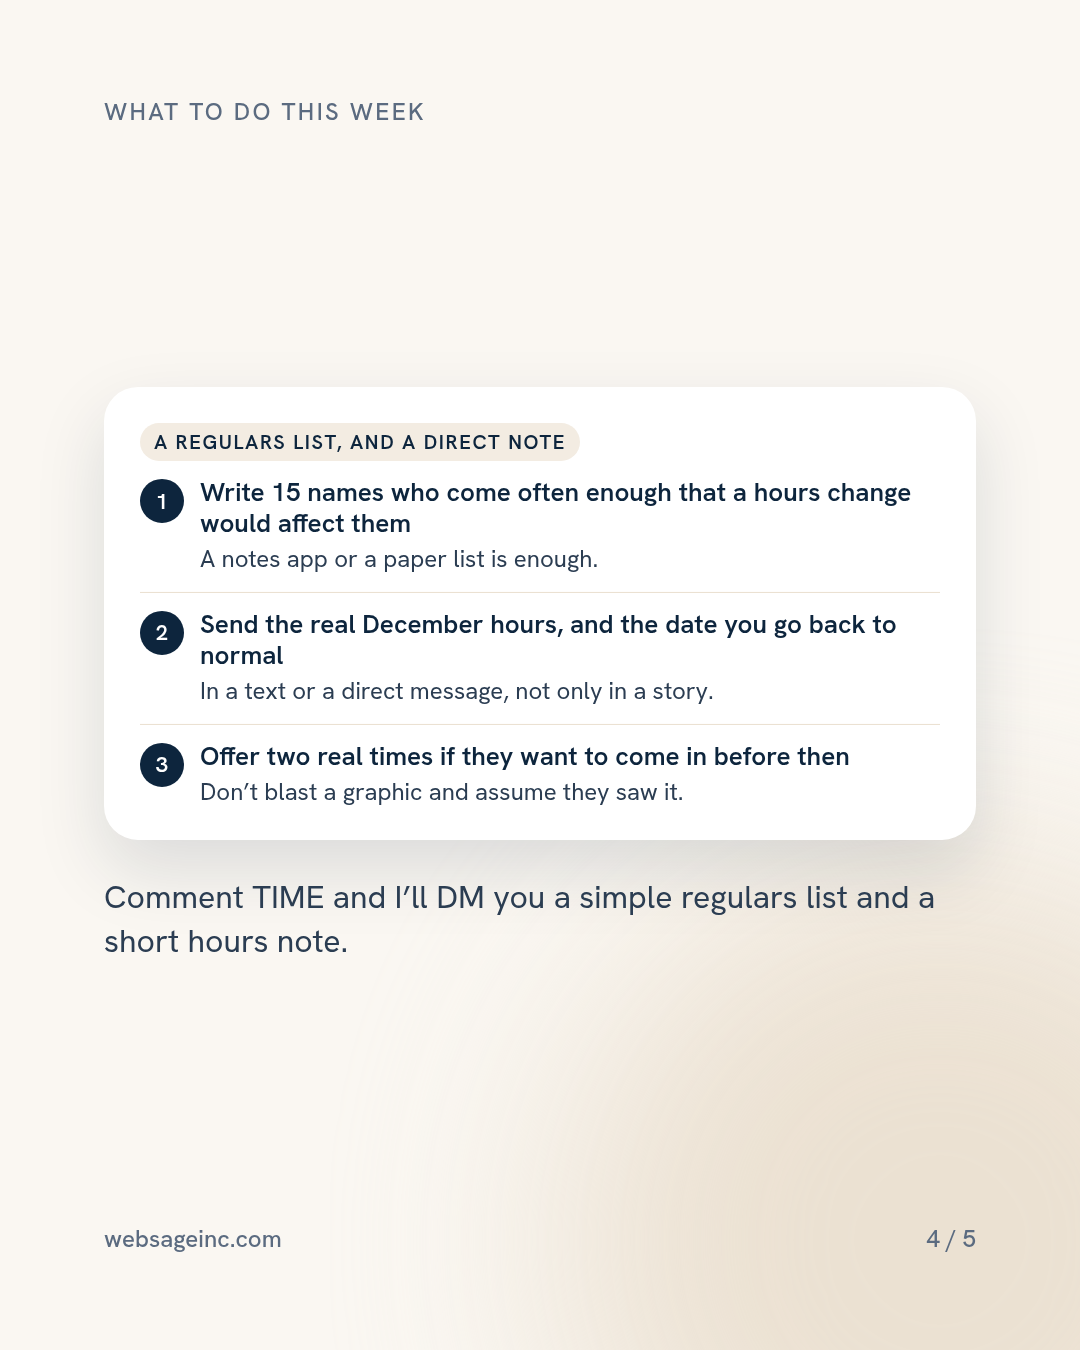 WHAT TO DO THIS WEEK
A REGULARS LIST, AND A DIRECT NOTE
1
Write 15 names who come often enough that a hours change
would affect them
A notes app or a paper list is enough.
2
Send the real December hours, and the date you go back to
normal
In a text or a direct message, not only in a story.
3
Offer two real times if they want to come in before then
Don’t blast a graphic and assume they saw it.
Comment TIME and I’ll DM you a simple regulars list and a
short hours note.
websageinc.com
4 / 5